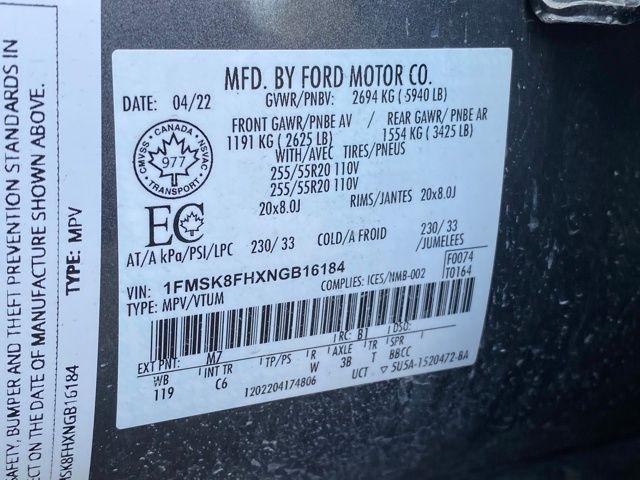 AFETY, BUMPER AND THEFT PREVENTION STANDARDS IN
ECT ON THE DATE OF MANUFACTURE SHOWN ABOVE.
MSK8FHXNGB16184 TYPE: MPV
MFD. BY FORD MOTOR CO.
DATE: 04/22 GVWR/PNBV: 2694 KG ( 5940 LB)
FRONT GAWR/PNBE AV / REAR GAWR/ PNBE AR
1191 KG ( 2625 LB) 1554 KG ( 3425 LB)
WITH/AVEC TIRES/PNEUS
255/55R20 110V
255/55R20 110V
20x8.0J RIMS/JANTES 20x8.0J
CMVSS • CANADA • NSVAC
977
TRANSPORT
EC
AT/A kPa/PSI/LPC 230/ 33 COLD/A FROID 230/ 33
/JUMELEES
VIN: 1FMSK8FHXNGB16184
TYPE: MPV/VTUM COMPLIES: ICES/NMB-002
F0074
T0164
EXT PNT: M7 RC: 81 DSO:
WB INT TR TP/PS R AXLE TR SPR
119 C6 W 3B T BBCC
1202204174806 UCT ▽ 5USA-1520472-BA